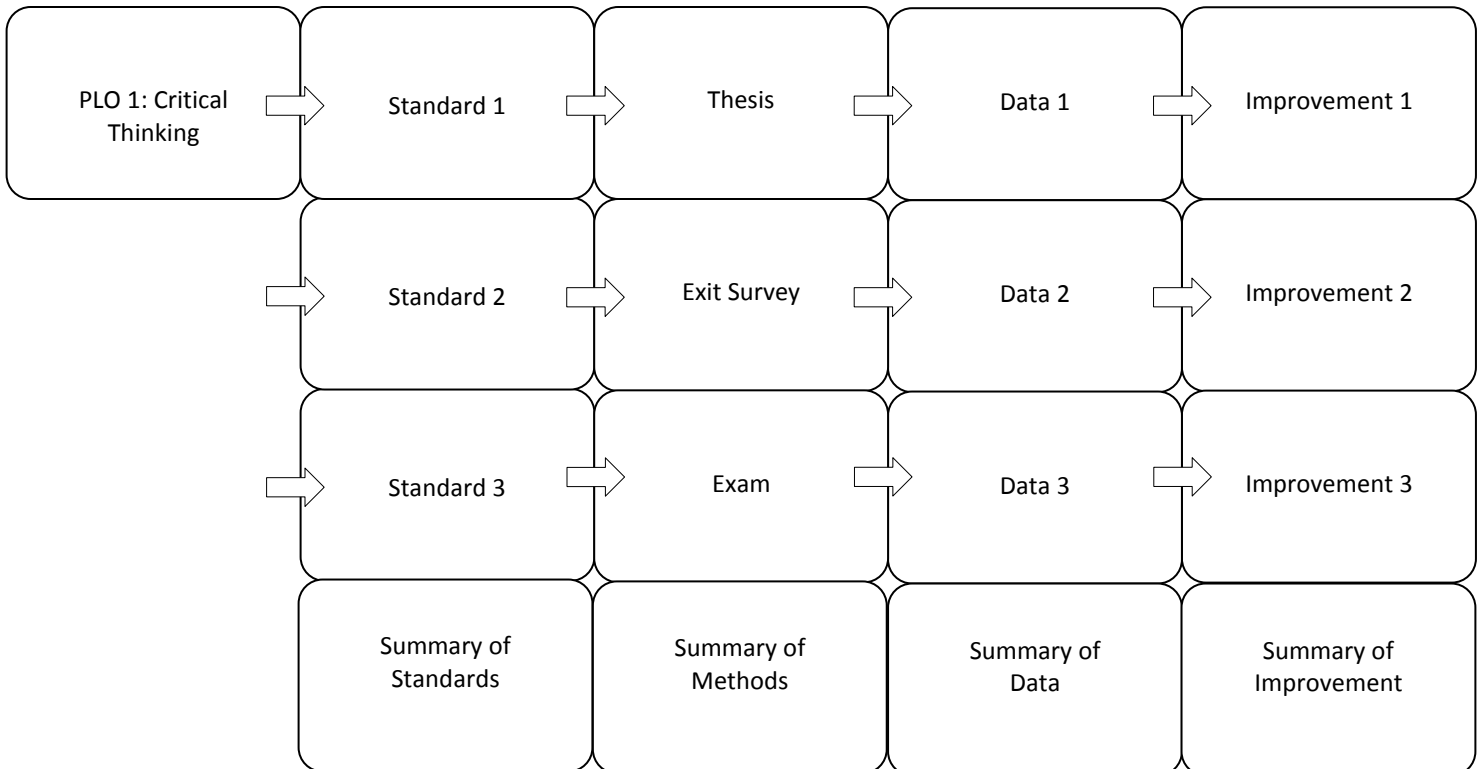 PLO 1: Critical
Thinking
Standard 1
Thesis
Data 1
Improvement 1
Standard 2
Exit Survey
Data 2
Improvement 2
Standard 3
Exam
Data 3
Improvement 3
Summary of
Standards
Summary of
Methods
Summary of
Data
Summary of
Improvement